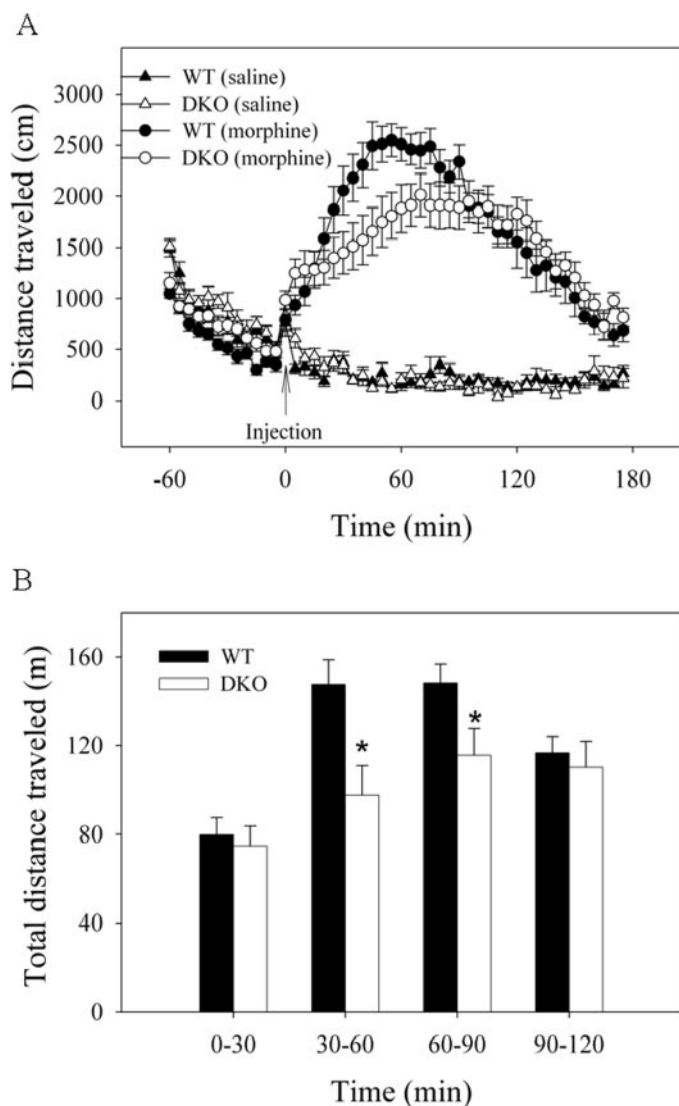 A
WT (saline)
DKO (saline)
WT (morphine)
DKO (morphine)
Distance traveled (cm)
3000
2500
2000
1500
1000
500
0
Injection
-60 0 60 120 180
Time (min)
B
WT
DKO
Total distance traveled (m)
160
120
80
40
0
* *
0-30 30-60 60-90 90-120
Time (min)